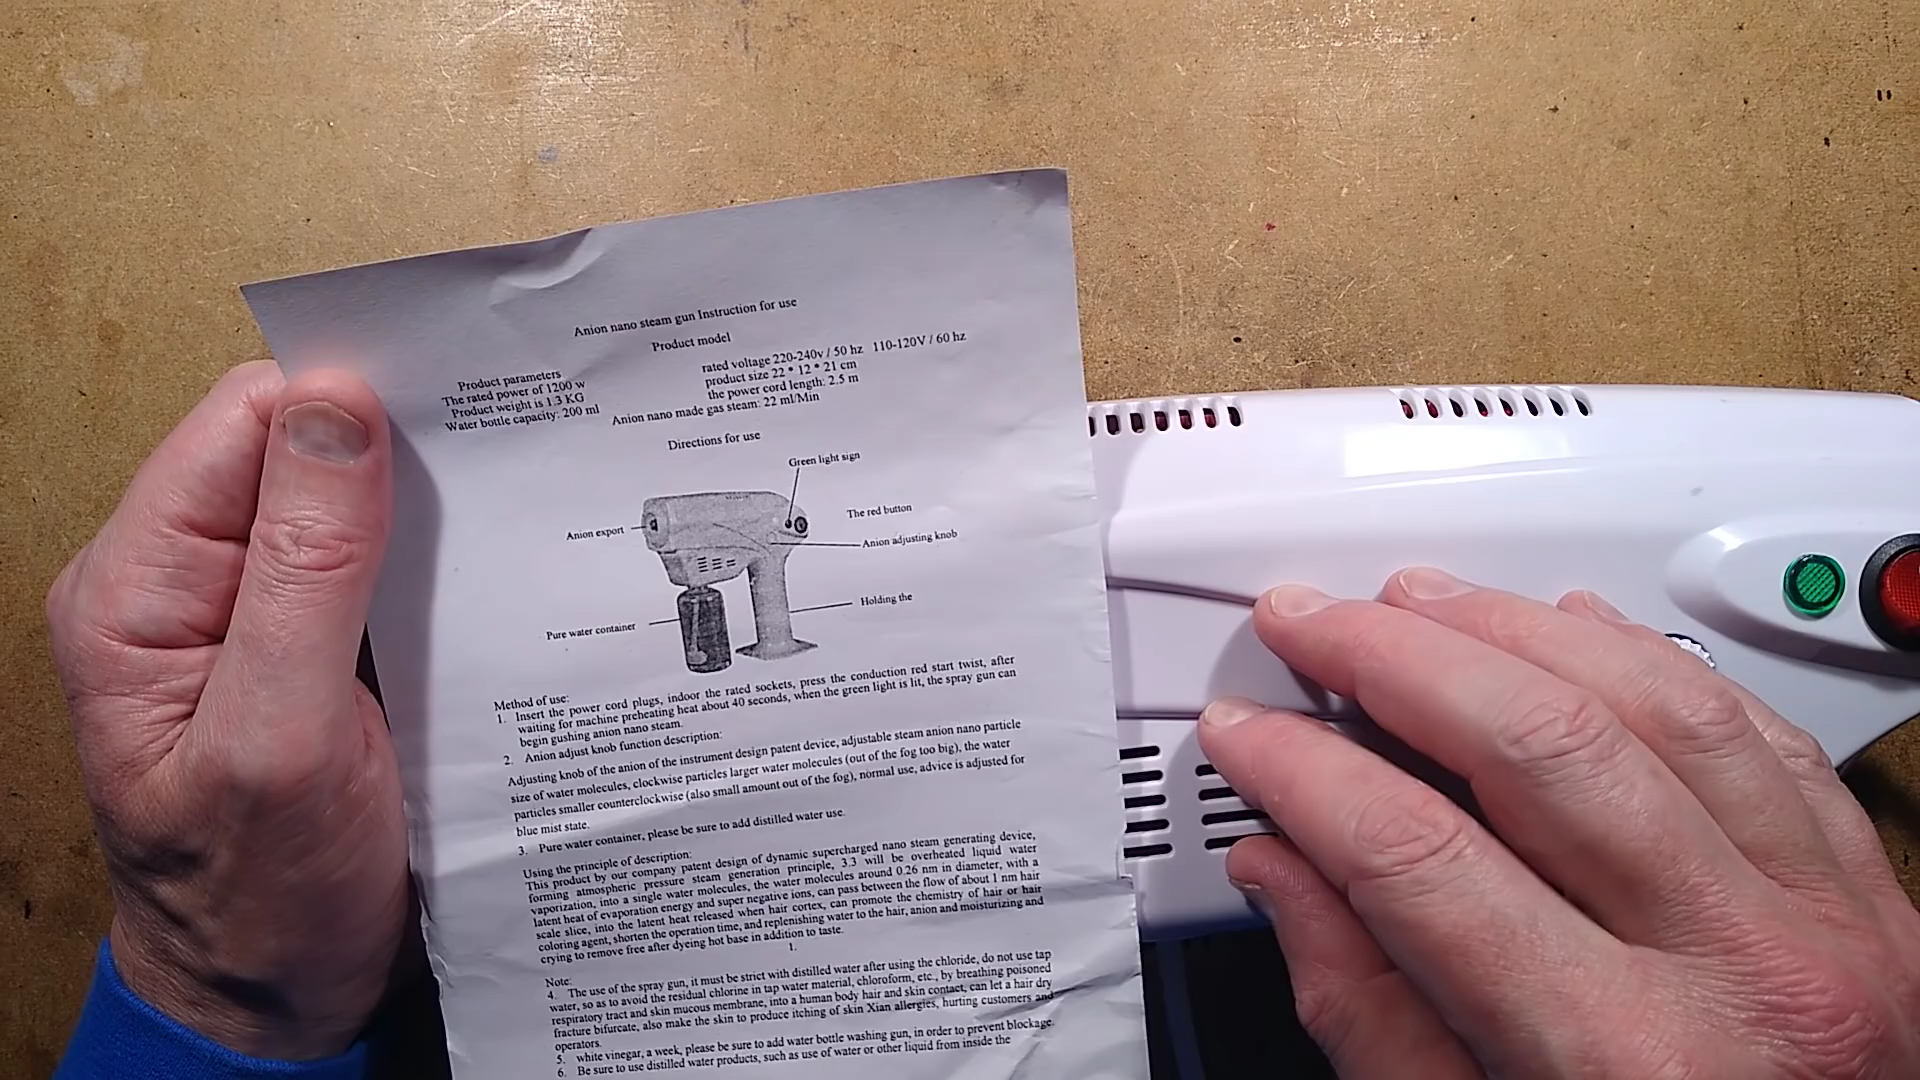 Anion nano steam gun Instruction for use
Product model
Product parameters
The rated power of 1200 w
Product weight is 1.3 KG
Water bottle capacity: 200 ml
rated voltage 220-240v / 50 hz 110-120V / 60 hz
product size 22 * 12 * 21 cm
the power cord length: 2.5 m
Anion nano made gas steam: 22 ml/Min
Directions for use
Green light sign
The red button
Anion export
Anion adjusting knob
Holding the
Pure water container
Method of use:
1. Insert the power cord plugs, indoor the rated sockets, press the conduction red start twist, after
waiting for machine preheating heat about 40 seconds, when the green light is lit, the spray gun can
begin gushing anion nano steam.
2. Anion adjust knob function description:
Adjusting knob of the anion of the instrument design patent device, adjustable steam anion nano particle
size of water molecules, clockwise particles larger water molecules (out of the fog too big), the water
particles smaller counterclockwise (also small amount out of the fog), normal use, advice is adjusted for
blue mist state.
3. Pure water container, please be sure to add distilled water use.
Using the principle of description:
This product by our company patent design of dynamic supercharged nano steam generating device,
forming atmospheric pressure steam generation principle, 3.3 will be overheated liquid water
vaporization, into a single water molecules, the water molecules around 0.26 nm in diameter, with a
latent heat of evaporation energy and super negative ions, can pass between the flow of about 1 nm hair
scale slice, into the latent heat released when hair cortex, can promote the chemistry of hair or hair
coloring agent, shorten the operation time, and replenishing water to the hair, anion and moisturizing and
crying to remove free after dyeing hot base in addition to taste.
1.
Note:
4. The use of the spray gun, it must be strict with distilled water after using the chloride, do not use tap
water, so as to avoid the residual chlorine in tap water material, chloroform, etc., by breathing poisoned
respiratory tract and skin mucous membrane, into a human body hair and skin contact, can let a hair dry
fracture bifurcate, also make the skin to produce itching of skin Xian allergies, hurting customers and
operators.
5. white vinegar, a week, please be sure to add water bottle washing gun, in order to prevent blockage.
6. Be sure to use distilled water products, such as use of water or other liquid from inside the